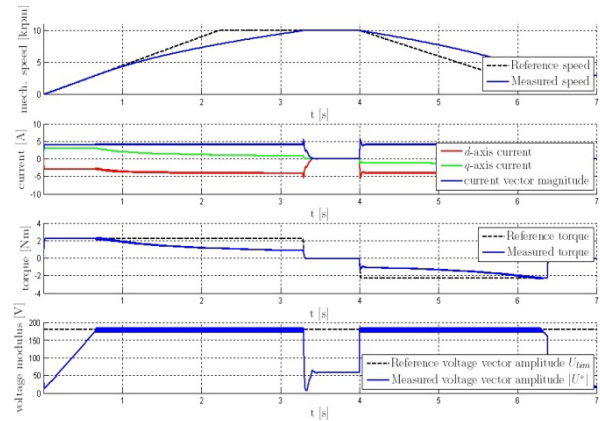 mech. speed [krpm]
10
5
0
Reference speed
Measured speed
1 2 3 4 5 6 7
t [s]
current [A]
10
5
0
-5
-10
d-axis current
q-axis current
current vector magnitude
1 2 3 4 5 6 7
t [s]
torque [Nm]
4
2
0
-2
-4
Reference torque
Measured torque
1 2 3 4 5 6 7
t [s]
voltage modulus [V]
200
150
100
50
0
Reference voltage vector amplitude Ulim
Measured voltage vector amplitude |U*|
1 2 3 4 5 6 7
t [s]